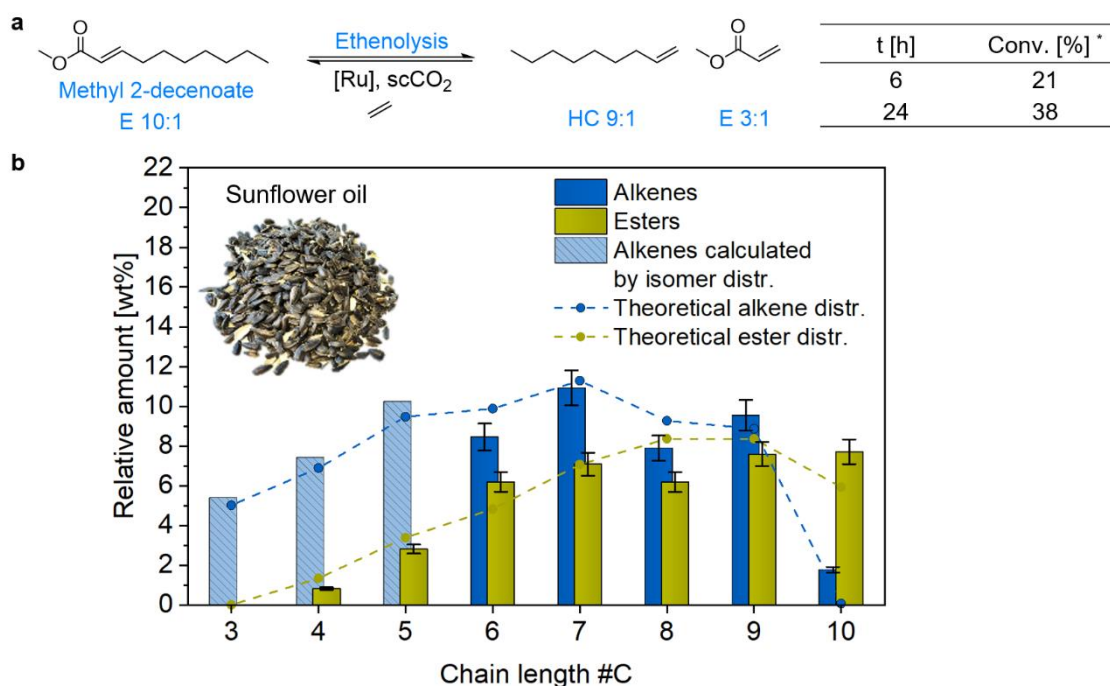 a
O
O
Methyl 2-decenoate
E 10:1
Ethenolysis
[Ru], scCO₂
HC 9:1
O
O
E 3:1
t [h] Conv. [%] *
6 21
24 38
b
Sunflower oil
Alkenes
Esters
Alkenes calculated
by isomer distr.
Theoretical alkene distr.
Theoretical ester distr.
Relative amount [wt%]
22
20
18
16
14
12
10
8
6
4
2
0
3 4 5 6 7 8 9 10
Chain length #C